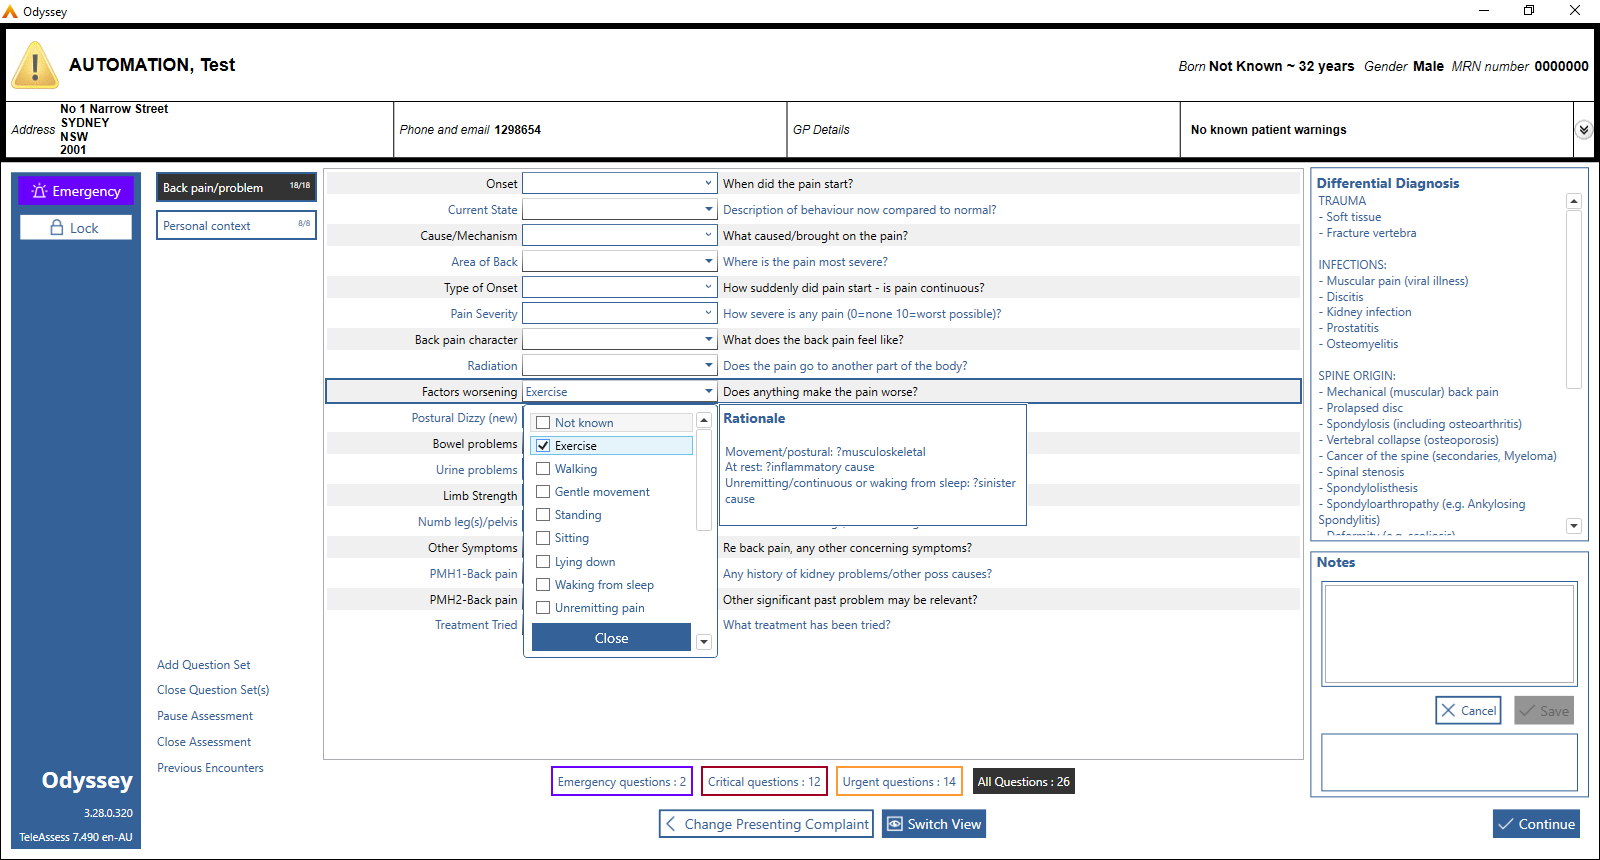 Odyssey
AUTOMATION, Test
Born Not Known ~ 32 years Gender Male MRN number 0000000
Address
No 1 Narrow Street
SYDNEY
NSW
2001
Phone and email 1298654
GP Details
No known patient warnings
Emergency
Lock
Back pain/problem 18/18
Personal context 8/8
Onset When did the pain start?
Current State Description of behaviour now compared to normal?
Cause/Mechanism What caused/brought on the pain?
Area of Back Where is the pain most severe?
Type of Onset How suddenly did pain start - is pain continuous?
Pain Severity How severe is any pain (0=none 10=worst possible)?
Back pain character What does the back pain feel like?
Radiation Does the pain go to another part of the body?
Factors worsening Exercise Does anything make the pain worse?
Postural Dizzy (new)
Bowel problems
Urine problems
Limb Strength
Numb leg(s)/pelvis
Other Symptoms Re back pain, any other concerning symptoms?
PMH1-Back pain Any history of kidney problems/other poss causes?
PMH2-Back pain Other significant past problem may be relevant?
Treatment Tried What treatment has been tried?
Not known
Exercise
Walking
Gentle movement
Standing
Sitting
Lying down
Waking from sleep
Unremitting pain
Close
Rationale
Movement/postural: ?musculoskeletal
At rest: ?inflammatory cause
Unremitting/continuous or waking from sleep: ?sinister
cause
Differential Diagnosis
TRAUMA
- Soft tissue
- Fracture vertebra
INFECTIONS:
- Muscular pain (viral illness)
- Discitis
- Kidney infection
- Prostatitis
- Osteomyelitis
SPINE ORIGIN:
- Mechanical (muscular) back pain
- Prolapsed disc
- Spondylosis (including osteoarthritis)
- Vertebral collapse (osteoporosis)
- Cancer of the spine (secondaries, Myeloma)
- Spinal stenosis
- Spondylolisthesis
- Spondyloarthropathy (e.g. Ankylosing
Spondylitis)
- Deformity (e.g. scoliosis)
Notes
Cancel
Save
Add Question Set
Close Question Set(s)
Pause Assessment
Close Assessment
Previous Encounters
Odyssey
3.28.0.320
TeleAssess 7.490 en-AU
Emergency questions : 2
Critical questions : 12
Urgent questions : 14
All Questions : 26
Change Presenting Complaint
Switch View
Continue